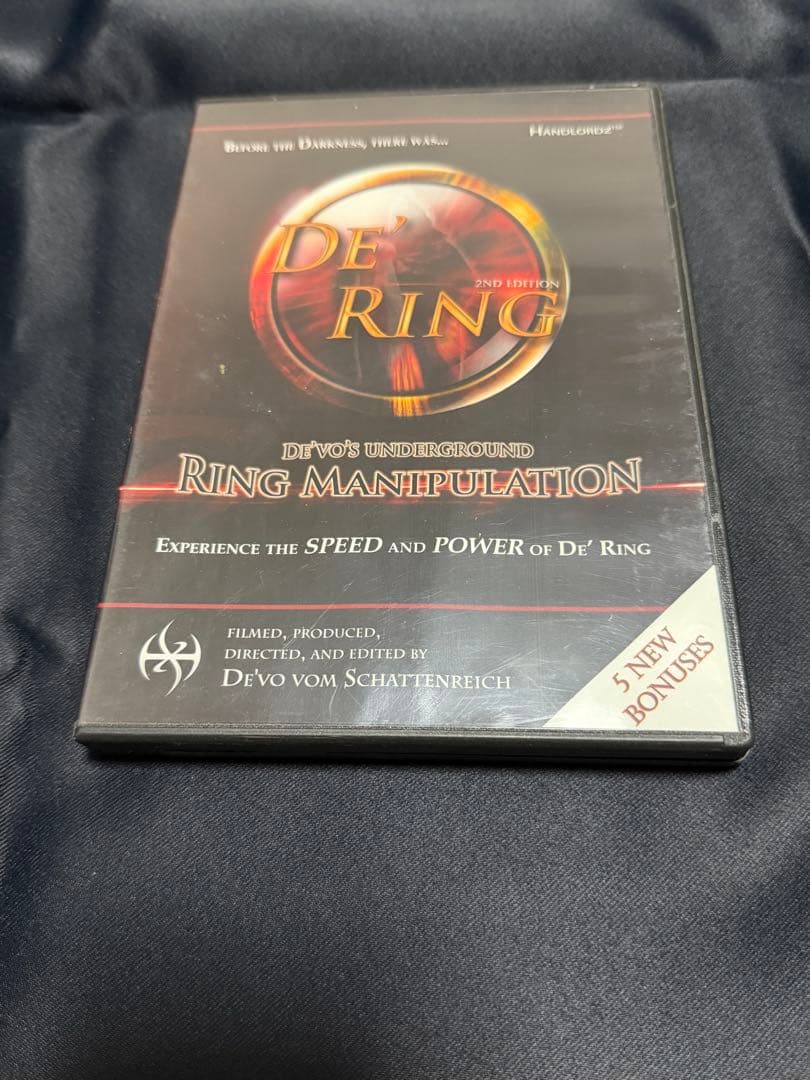 BEFORE THE DARKNESS, THERE WAS...
HANDLORDZ™
DE'
2ND EDITION
RING
DE'VO'S UNDERGROUND
RING MANIPULATION
EXPERIENCE THE SPEED AND POWER OF DE' RING
FILMED, PRODUCED,
DIRECTED, AND EDITED BY
DE'VO VOM SCHATTENREICH
5 NEW
BONUSES